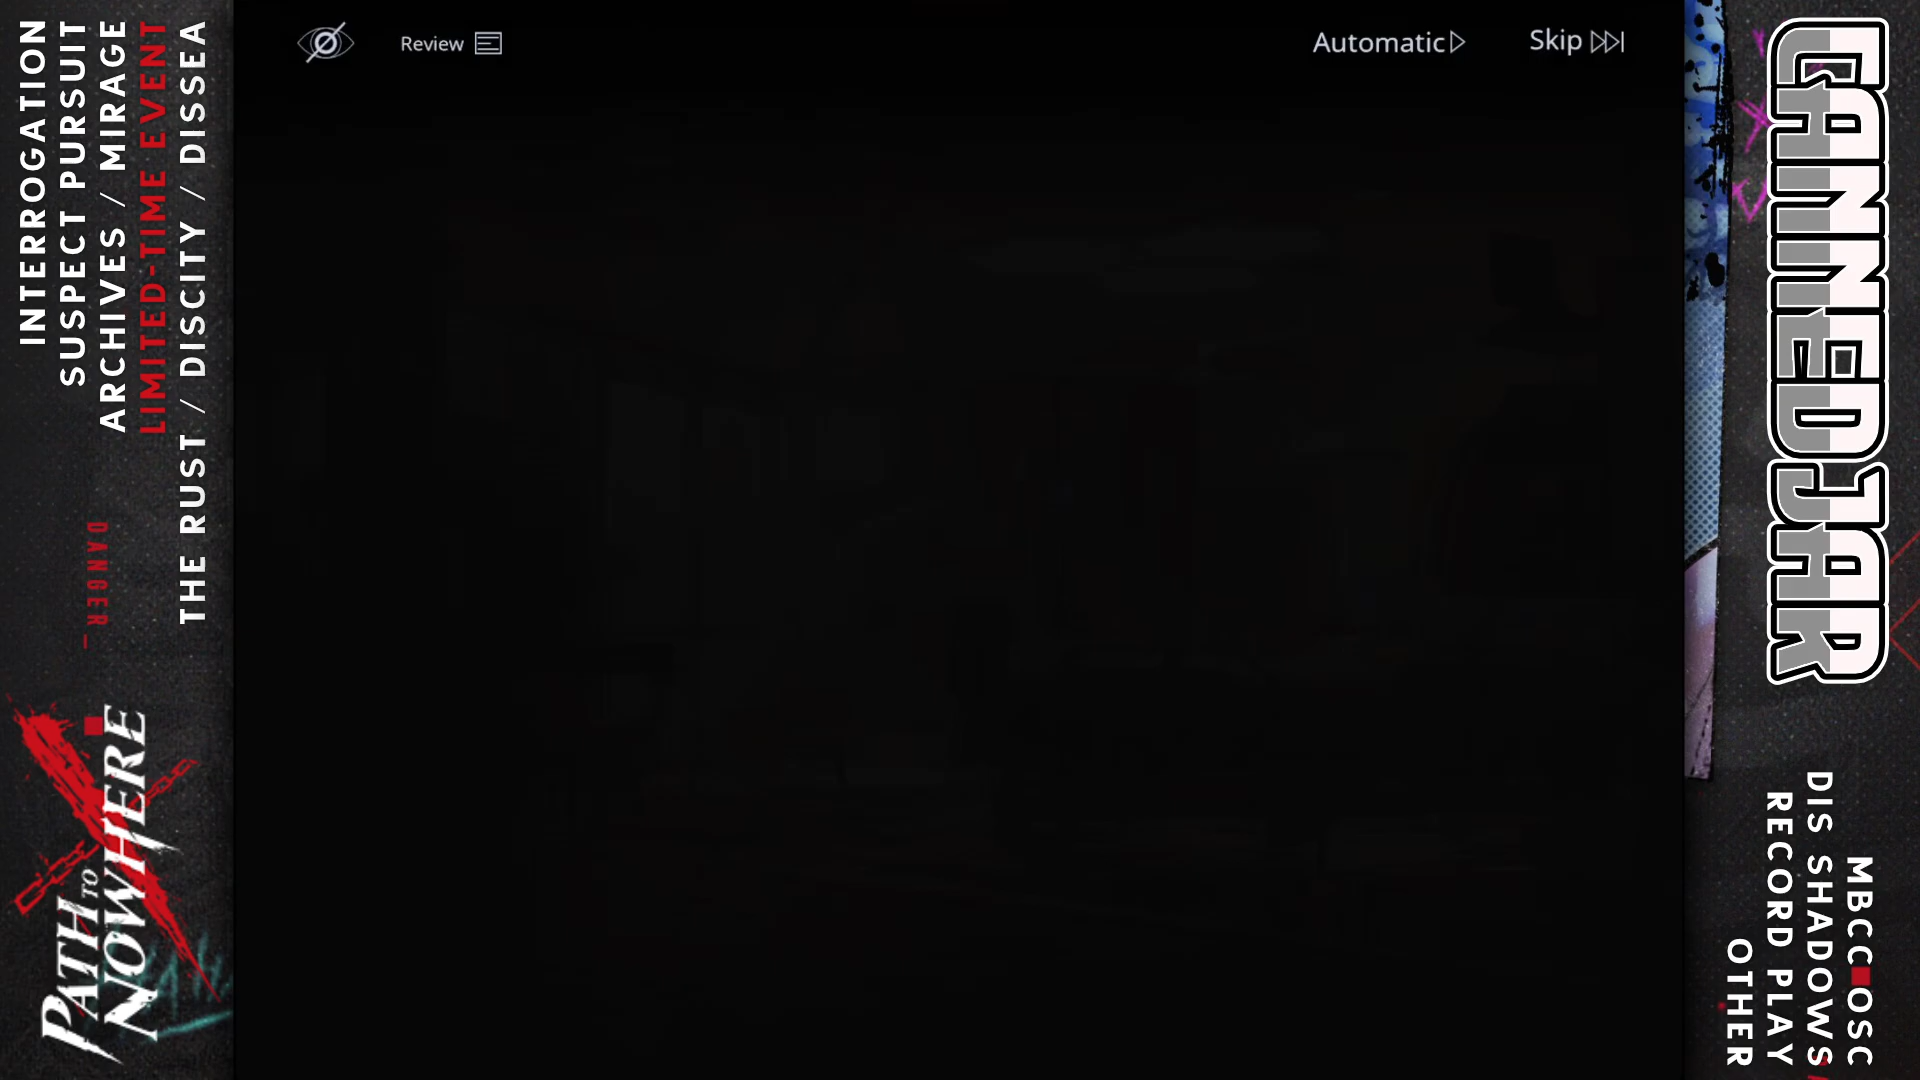 Review
Automatic
Skip
INTERROGATION
SUSPECT PURSUIT
ARCHIVES / MIRAGE
LIMITED-TIME EVENT
THE RUST / DISCITY / DISSEA
DANGER_
PATH TO
NOWHERE
CANNEDJAR
MBCC■OSC
DIS SHADOWS
RECORD PLAY
OTHER